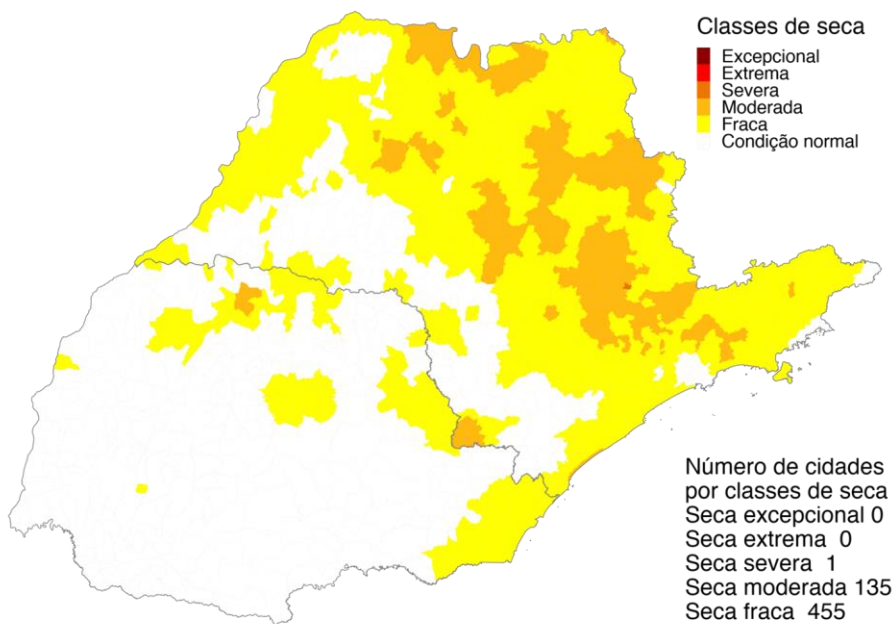 Classes de seca
Excepcional
Extrema
Severa
Moderada
Fraca
Condição normal
Número de cidades
por classes de seca
Seca excepcional 0
Seca extrema 0
Seca severa 1
Seca moderada 135
Seca fraca 455